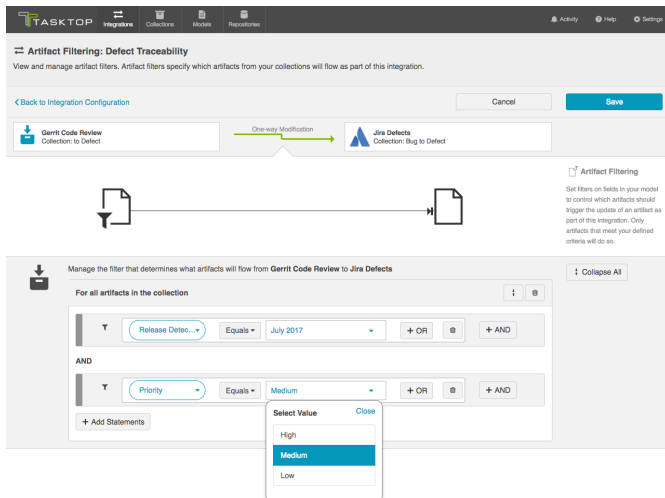 TASKTOP
Integrations
Collections
Models
Repositories
Activity
Help
Settings
Artifact Filtering: Defect Traceability
View and manage artifact filters. Artifact filters specify which artifacts from your collections will flow as part of this integration.
Back to Integration Configuration
Cancel
Save
Gerrit Code Review
Collection: to Defect
One-way Modification
Jira Defects
Collection: Bug to Defect
Artifact Filtering
Set filters on fields in your model
to control which artifacts should
trigger the update of an artifact as
part of this integration. Only
artifacts that meet your defined
criteria will do so.
Manage the filter that determines what artifacts will flow from Gerrit Code Review to Jira Defects
Collapse All
For all artifacts in the collection
Release Detec...
Equals
July 2017
+ OR
+ AND
AND
Priority
Equals
Medium
+ OR
+ AND
+ Add Statements
Select Value
Close
High
Medium
Low